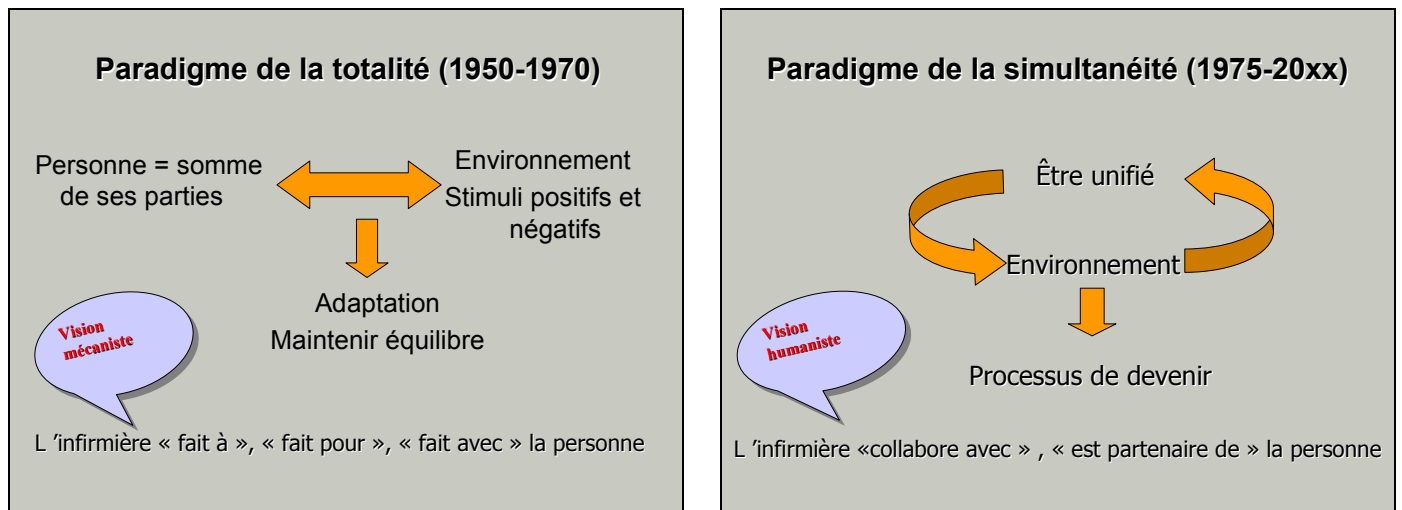 Paradigme de la totalité (1950-1970)
Personne = somme
de ses parties
Environnement
Stimuli positifs et
négatifs
Adaptation
Maintenir équilibre
Vision
mécaniste
L ’infirmière « fait à », « fait pour », « fait avec » la personne
Paradigme de la simultanéité (1975-20xx)
Être unifié
Environnement
Processus de devenir
Vision
humaniste
L ’infirmière «collabore avec » , « est partenaire de » la personne